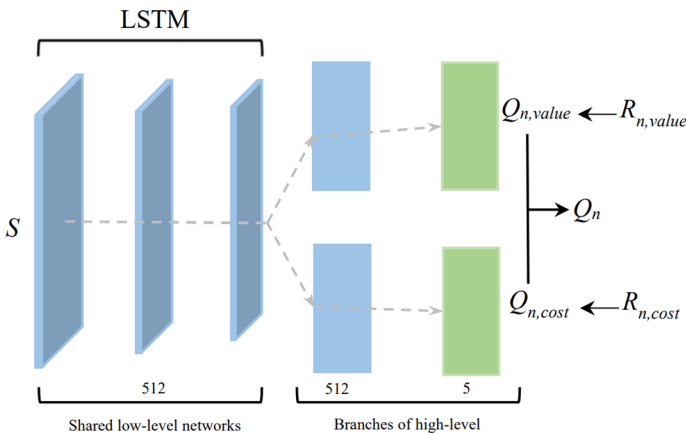 LSTM
S
Q_{n,value}
R_{n,value}
Q_n
Q_{n,cost}
R_{n,cost}
512
512
5
Shared low-level networks
Branches of high-level